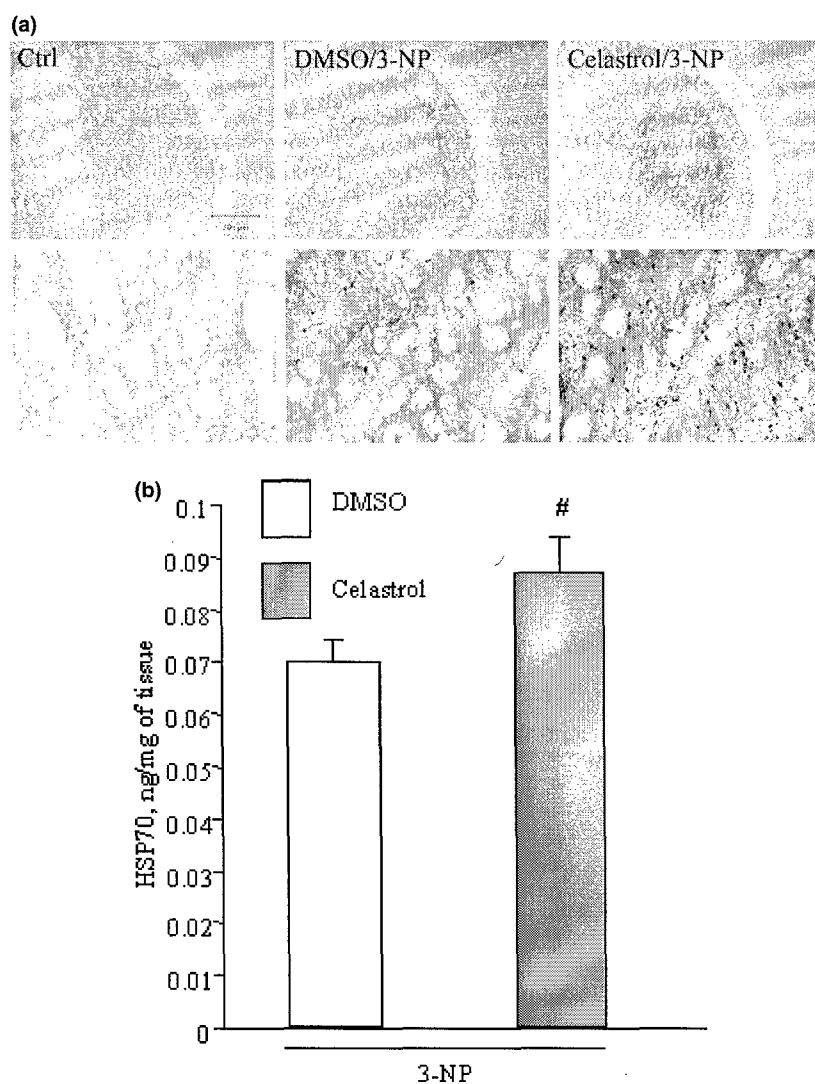 (a)
Ctrl
DMSO/3-NP
Celastrol/3-NP
(b)
DMSO
Celastrol
#
HSP70, ng/mg of tissue
0.1
0.09
0.08
0.07
0.06
0.05
0.04
0.03
0.02
0.01
0
3-NP